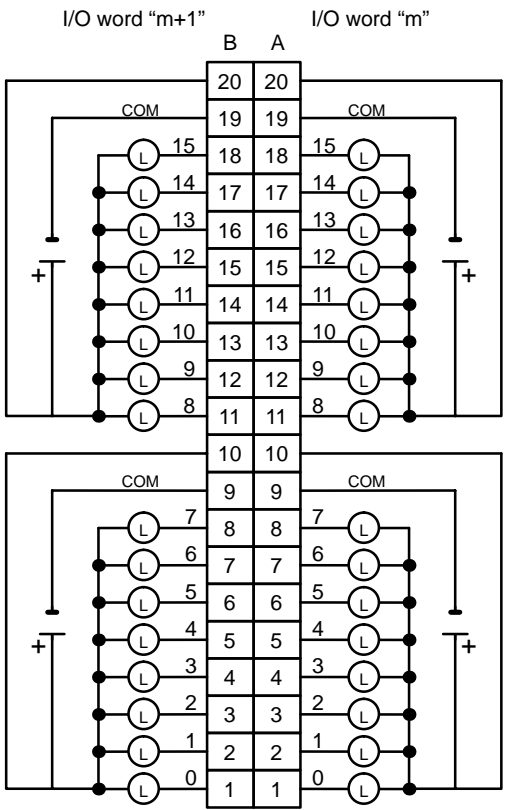 I/O word “m+1” I/O word “m”
B A
20 20
COM 19 19 COM
L 15 18 18 15 L
L 14 17 17 14 L
L 13 16 16 13 L
L 12 15 15 12 L
+ +
L 11 14 14 11 L
L 10 13 13 10 L
L 9 12 12 9 L
L 8 11 11 8 L
10 10
COM 9 9 COM
L 7 8 8 7 L
L 6 7 7 6 L
L 5 6 6 5 L
L 4 5 5 4 L
+ +
L 3 4 4 3 L
L 2 3 3 2 L
L 1 2 2 1 L
L 0 1 1 0 L